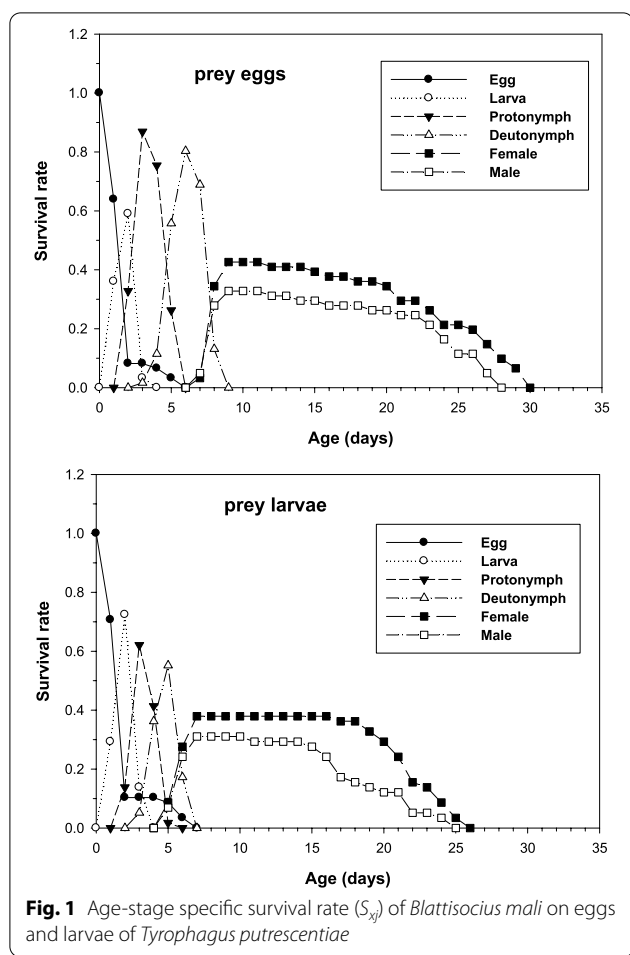 prey eggs
Egg
Larva
Protonymph
Deutonymph
Female
Male
Survival rate
1.2
1.0
0.8
0.6
0.4
0.2
0.0
0 5 10 15 20 25 30 35
Age (days)
prey larvae
Egg
Larva
Protonymph
Deutonymph
Female
Male
Survival rate
1.2
1.0
0.8
0.6
0.4
0.2
0.0
0 5 10 15 20 25 30 35
Age (days)
Fig. 1 Age-stage specific survival rate (Sxj) of Blattisocius mali on eggs
and larvae of Tyrophagus putrescentiae